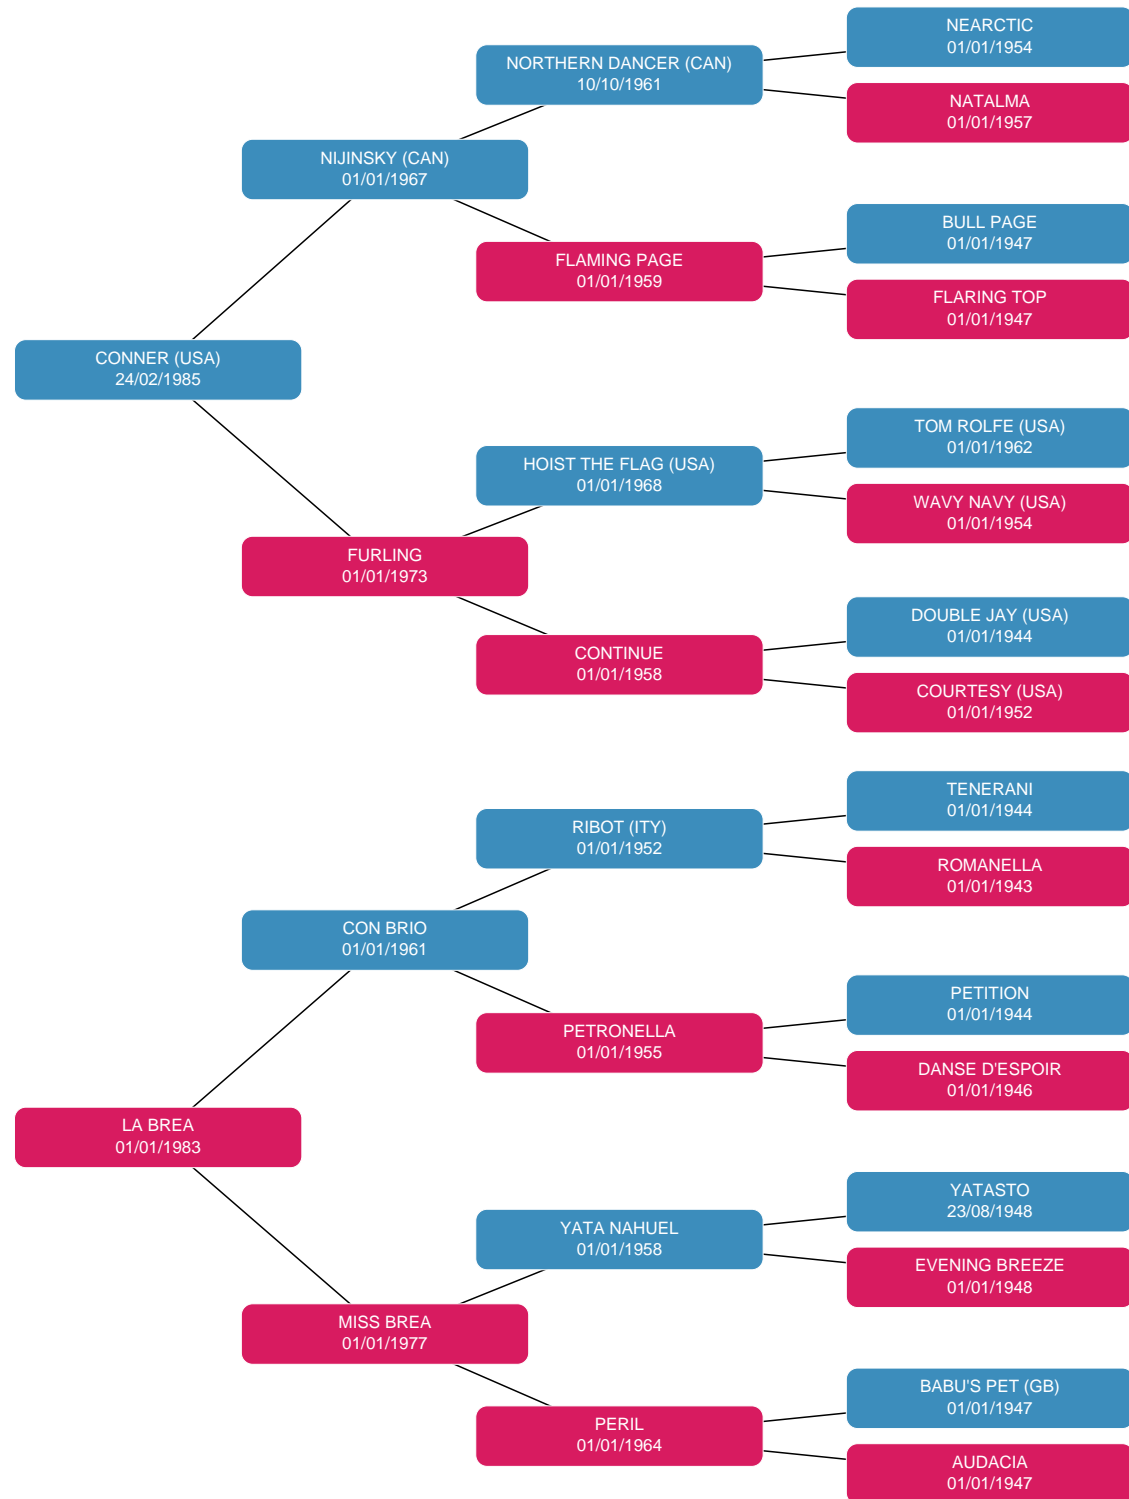 NEARCTIC
01/01/1954
NORTHERN DANCER (CAN)
10/10/1961
NATALMA
01/01/1957
NIJINSKY (CAN)
01/01/1967
BULL PAGE
01/01/1947
FLAMING PAGE
01/01/1959
FLARING TOP
01/01/1947
CONNER (USA)
24/02/1985
TOM ROLFE (USA)
01/01/1962
HOIST THE FLAG (USA)
01/01/1968
WAVY NAVY (USA)
01/01/1954
FURLING
01/01/1973
DOUBLE JAY (USA)
01/01/1944
CONTINUE
01/01/1958
COURTESY (USA)
01/01/1952
TENERANI
01/01/1944
RIBOT (ITY)
01/01/1952
ROMANELLA
01/01/1943
CON BRIO
01/01/1961
PETITION
01/01/1944
PETRONELLA
01/01/1955
DANSE D'ESPOIR
01/01/1946
LA BREA
01/01/1983
YATASTO
23/08/1948
YATA NAHUEL
01/01/1958
EVENING BREEZE
01/01/1948
MISS BREA
01/01/1977
BABU'S PET (GB)
01/01/1947
PERIL
01/01/1964
AUDACIA
01/01/1947